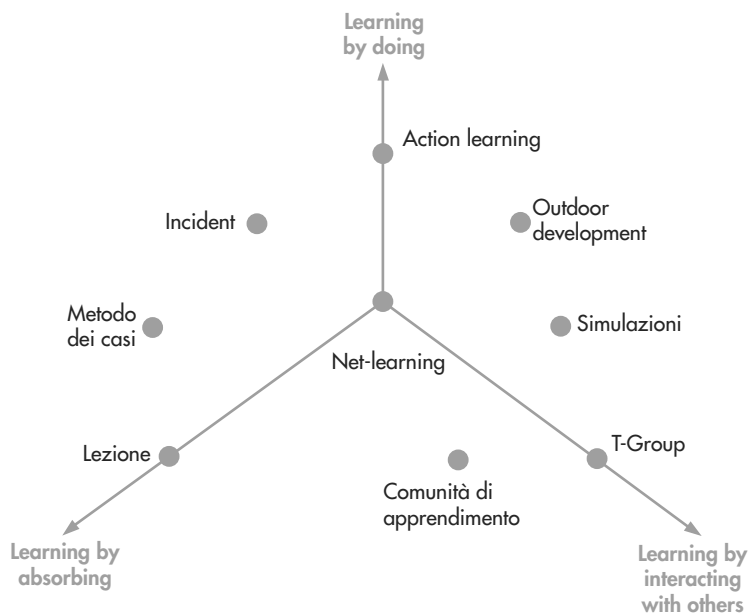 Learning
by doing
Action learning
Incident
Outdoor
development
Metodo
dei casi
Simulazioni
Net-learning
Lezione
T-Group
Comunità di
apprendimento
Learning by
absorbing
Learning by
interacting
with others